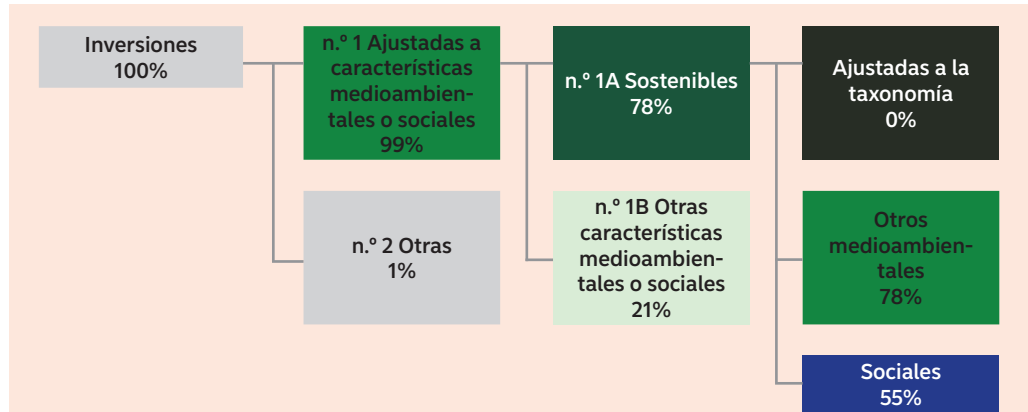 Inversiones
100%
n.º 1 Ajustadas a
características
medioambien-
tales o sociales
99%
n.º 2 Otras
1%
n.º 1A Sostenibles
78%
n.º 1B Otras
características
medioambien-
tales o sociales
21%
Ajustadas a la
taxonomía
0%
Otros
medioambien-
tales
78%
Sociales
55%